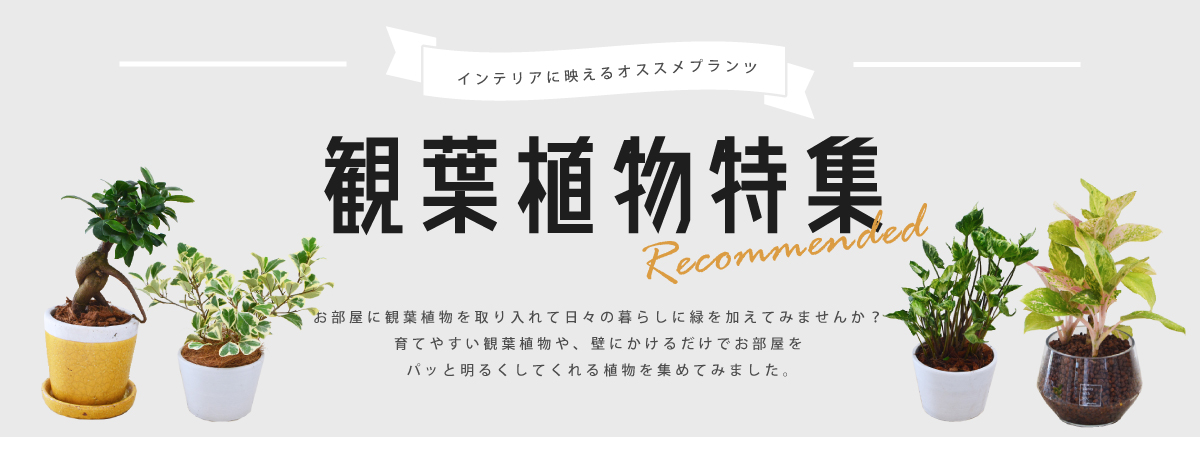 インテリアに映えるオススメプランツ
観葉植物特集
Recommended
お部屋に観葉植物を取り入れて日々の暮らしに緑を加えてみませんか？
育てやすい観葉植物や、壁にかけるだけでお部屋を
パッと明るくしてくれる植物を集めてみました。